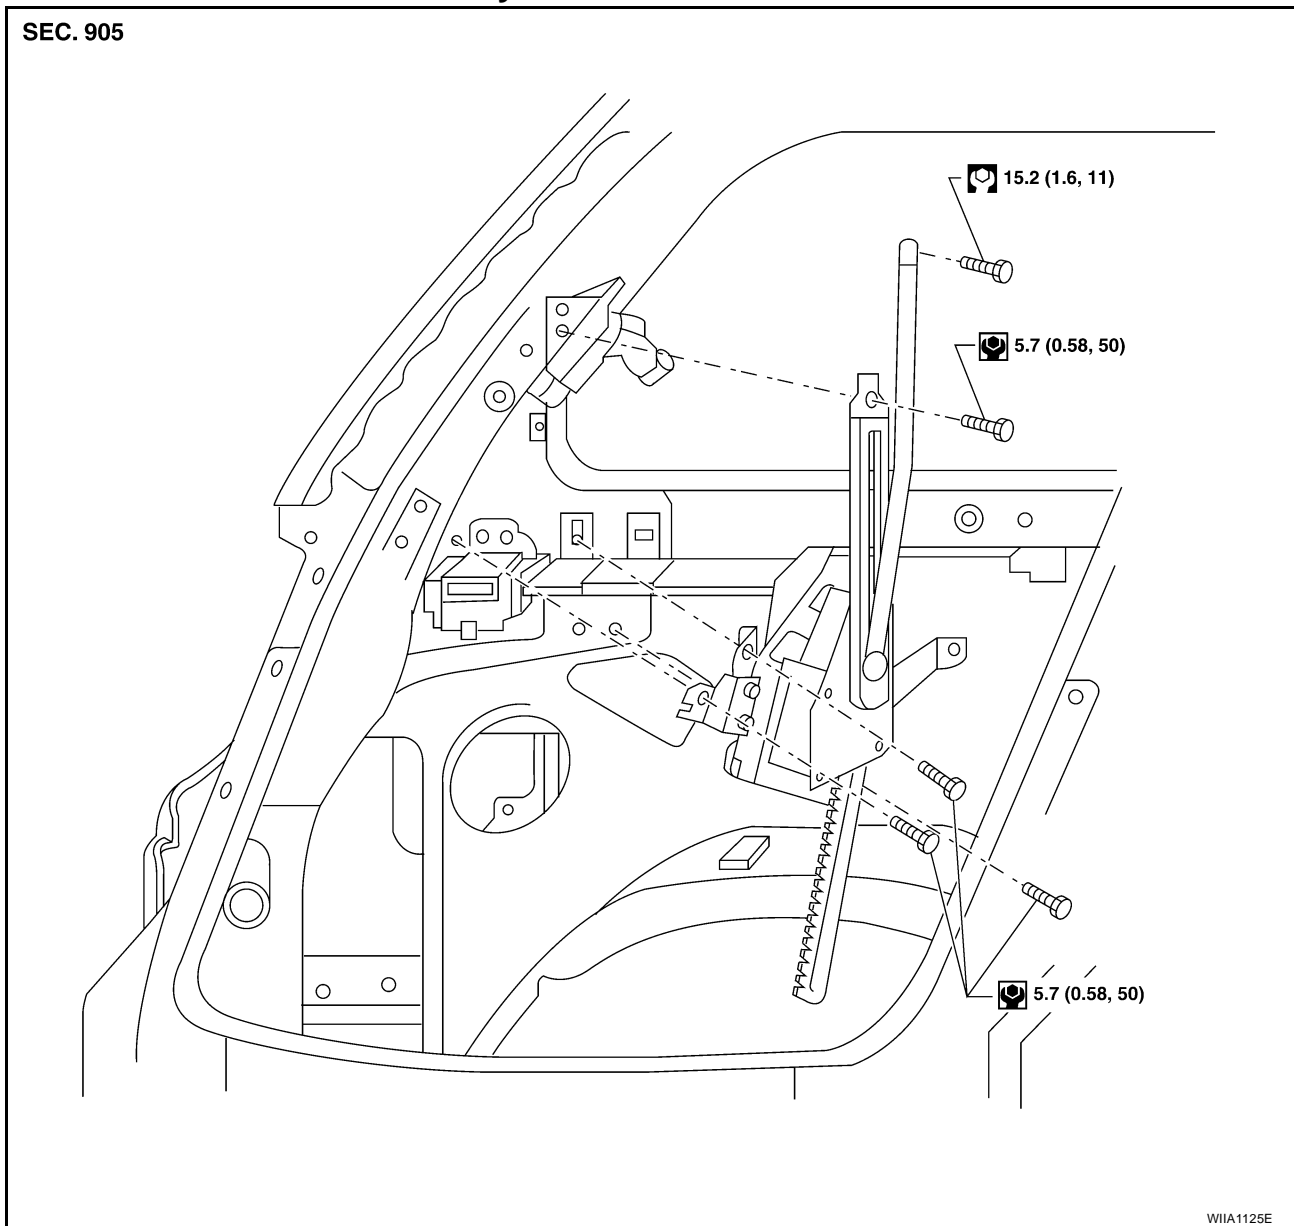 SEC. 905
15.2 (1.6, 11)
5.7 (0.58, 50)
5.7 (0.58, 50)
WIIA1125E